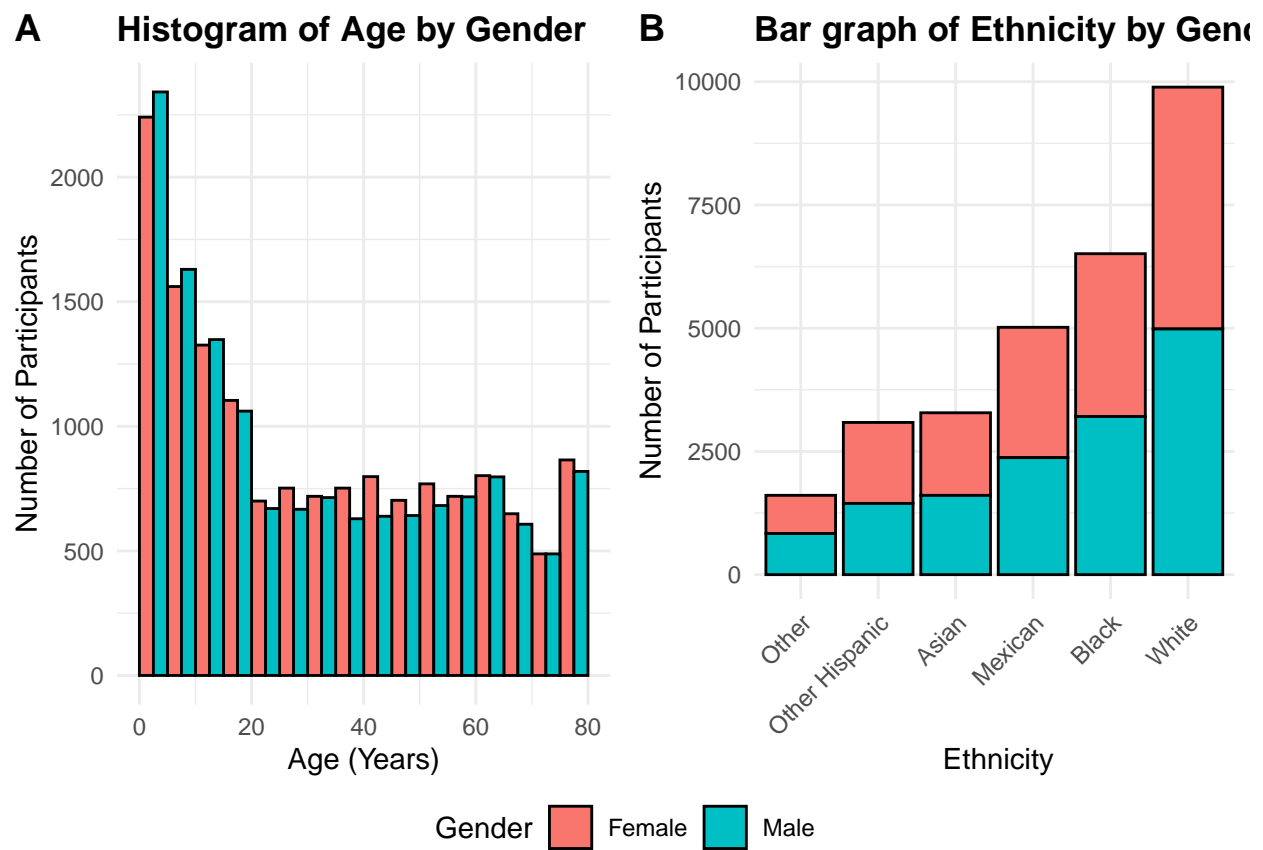 A
Histogram of Age by Gender
Number of Participants
2000
1500
1000
500
0
0
20
40
60
80
Age (Years)
B
Bar graph of Ethnicity by Gend
Number of Participants
10000
7500
5000
2500
0
Other
Other Hispanic
Asian
Mexican
Black
White
Ethnicity
Gender Female Male